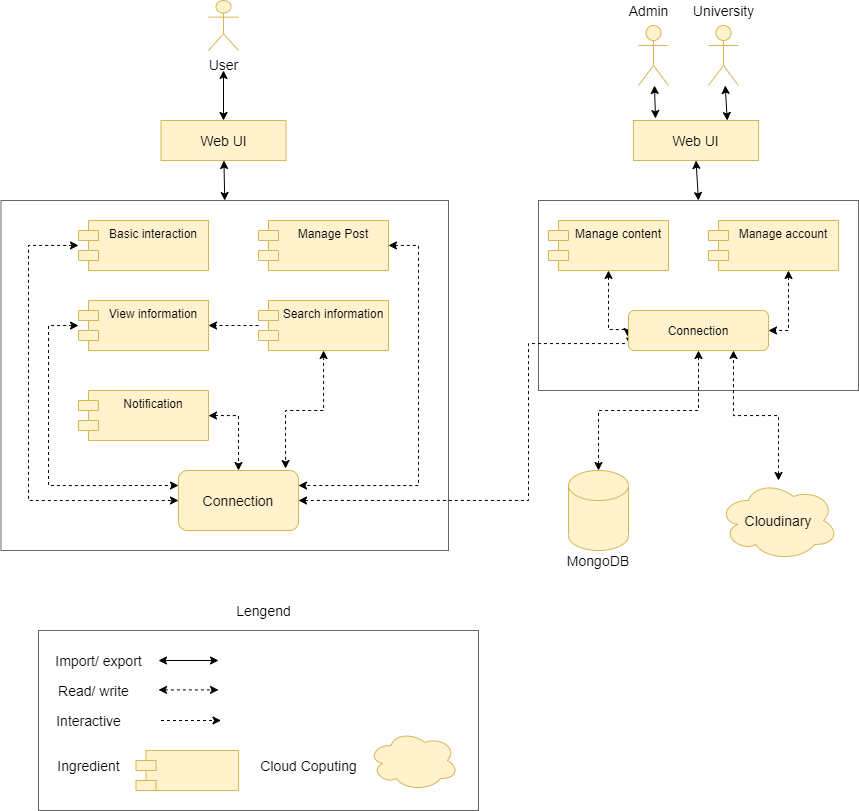 Admin
University
User
Web UI
Web UI
Basic interaction
Manage Post
Manage content
Manage account
View information
Search information
Connection
Notification
Connection
Cloudinary
MongoDB
Lengend
Import/ export
Read/ write
Interactive
Ingredient
Cloud Coputing